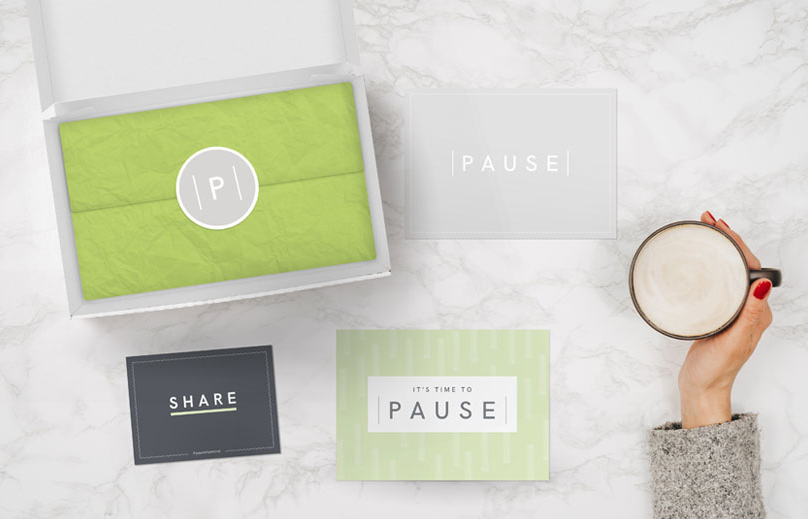 | P |
| PAUSE |
SHARE
IT'S TIME TO
| PAUSE |